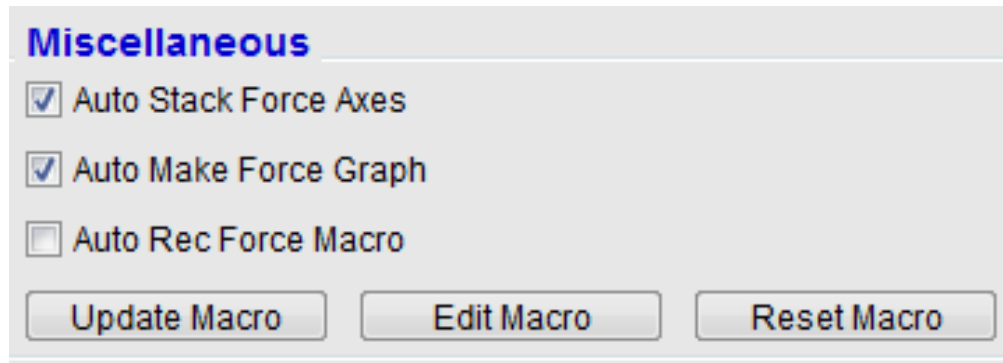 Miscellaneous
Auto Stack Force Axes
Auto Make Force Graph
Auto Rec Force Macro
Update Macro Edit Macro Reset Macro